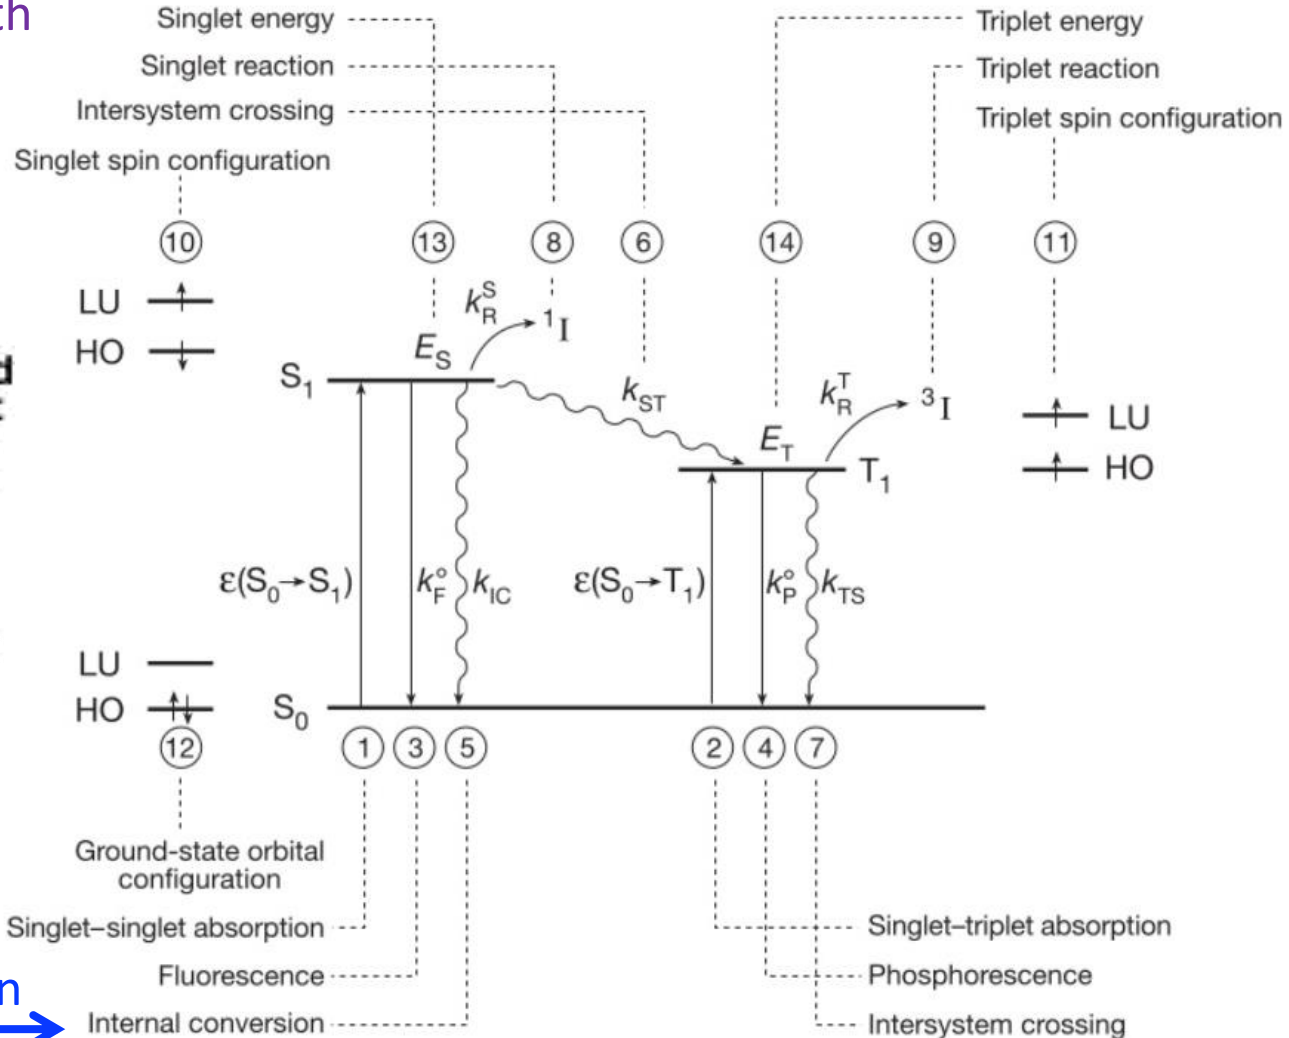 th
Singlet energy
Triplet energy
Singlet reaction
Triplet reaction
Intersystem crossing
Triplet spin configuration
Singlet spin configuration
10
13
8
6
14
9
11
LU
k_R^S
¹I
HO
E_S
S₁
k_ST
k_R^T
³I
LU
E_T
HO
T₁
ε(S₀→S₁)
k_F°
k_IC
ε(S₀→T₁)
k_P°
k_TS
LU
HO
S₀
12
1
3
5
2
4
7
Ground-state orbital
configuration
Singlet–singlet absorption
Singlet–triplet absorption
Fluorescence
Phosphorescence
n
Internal conversion
Intersystem crossing